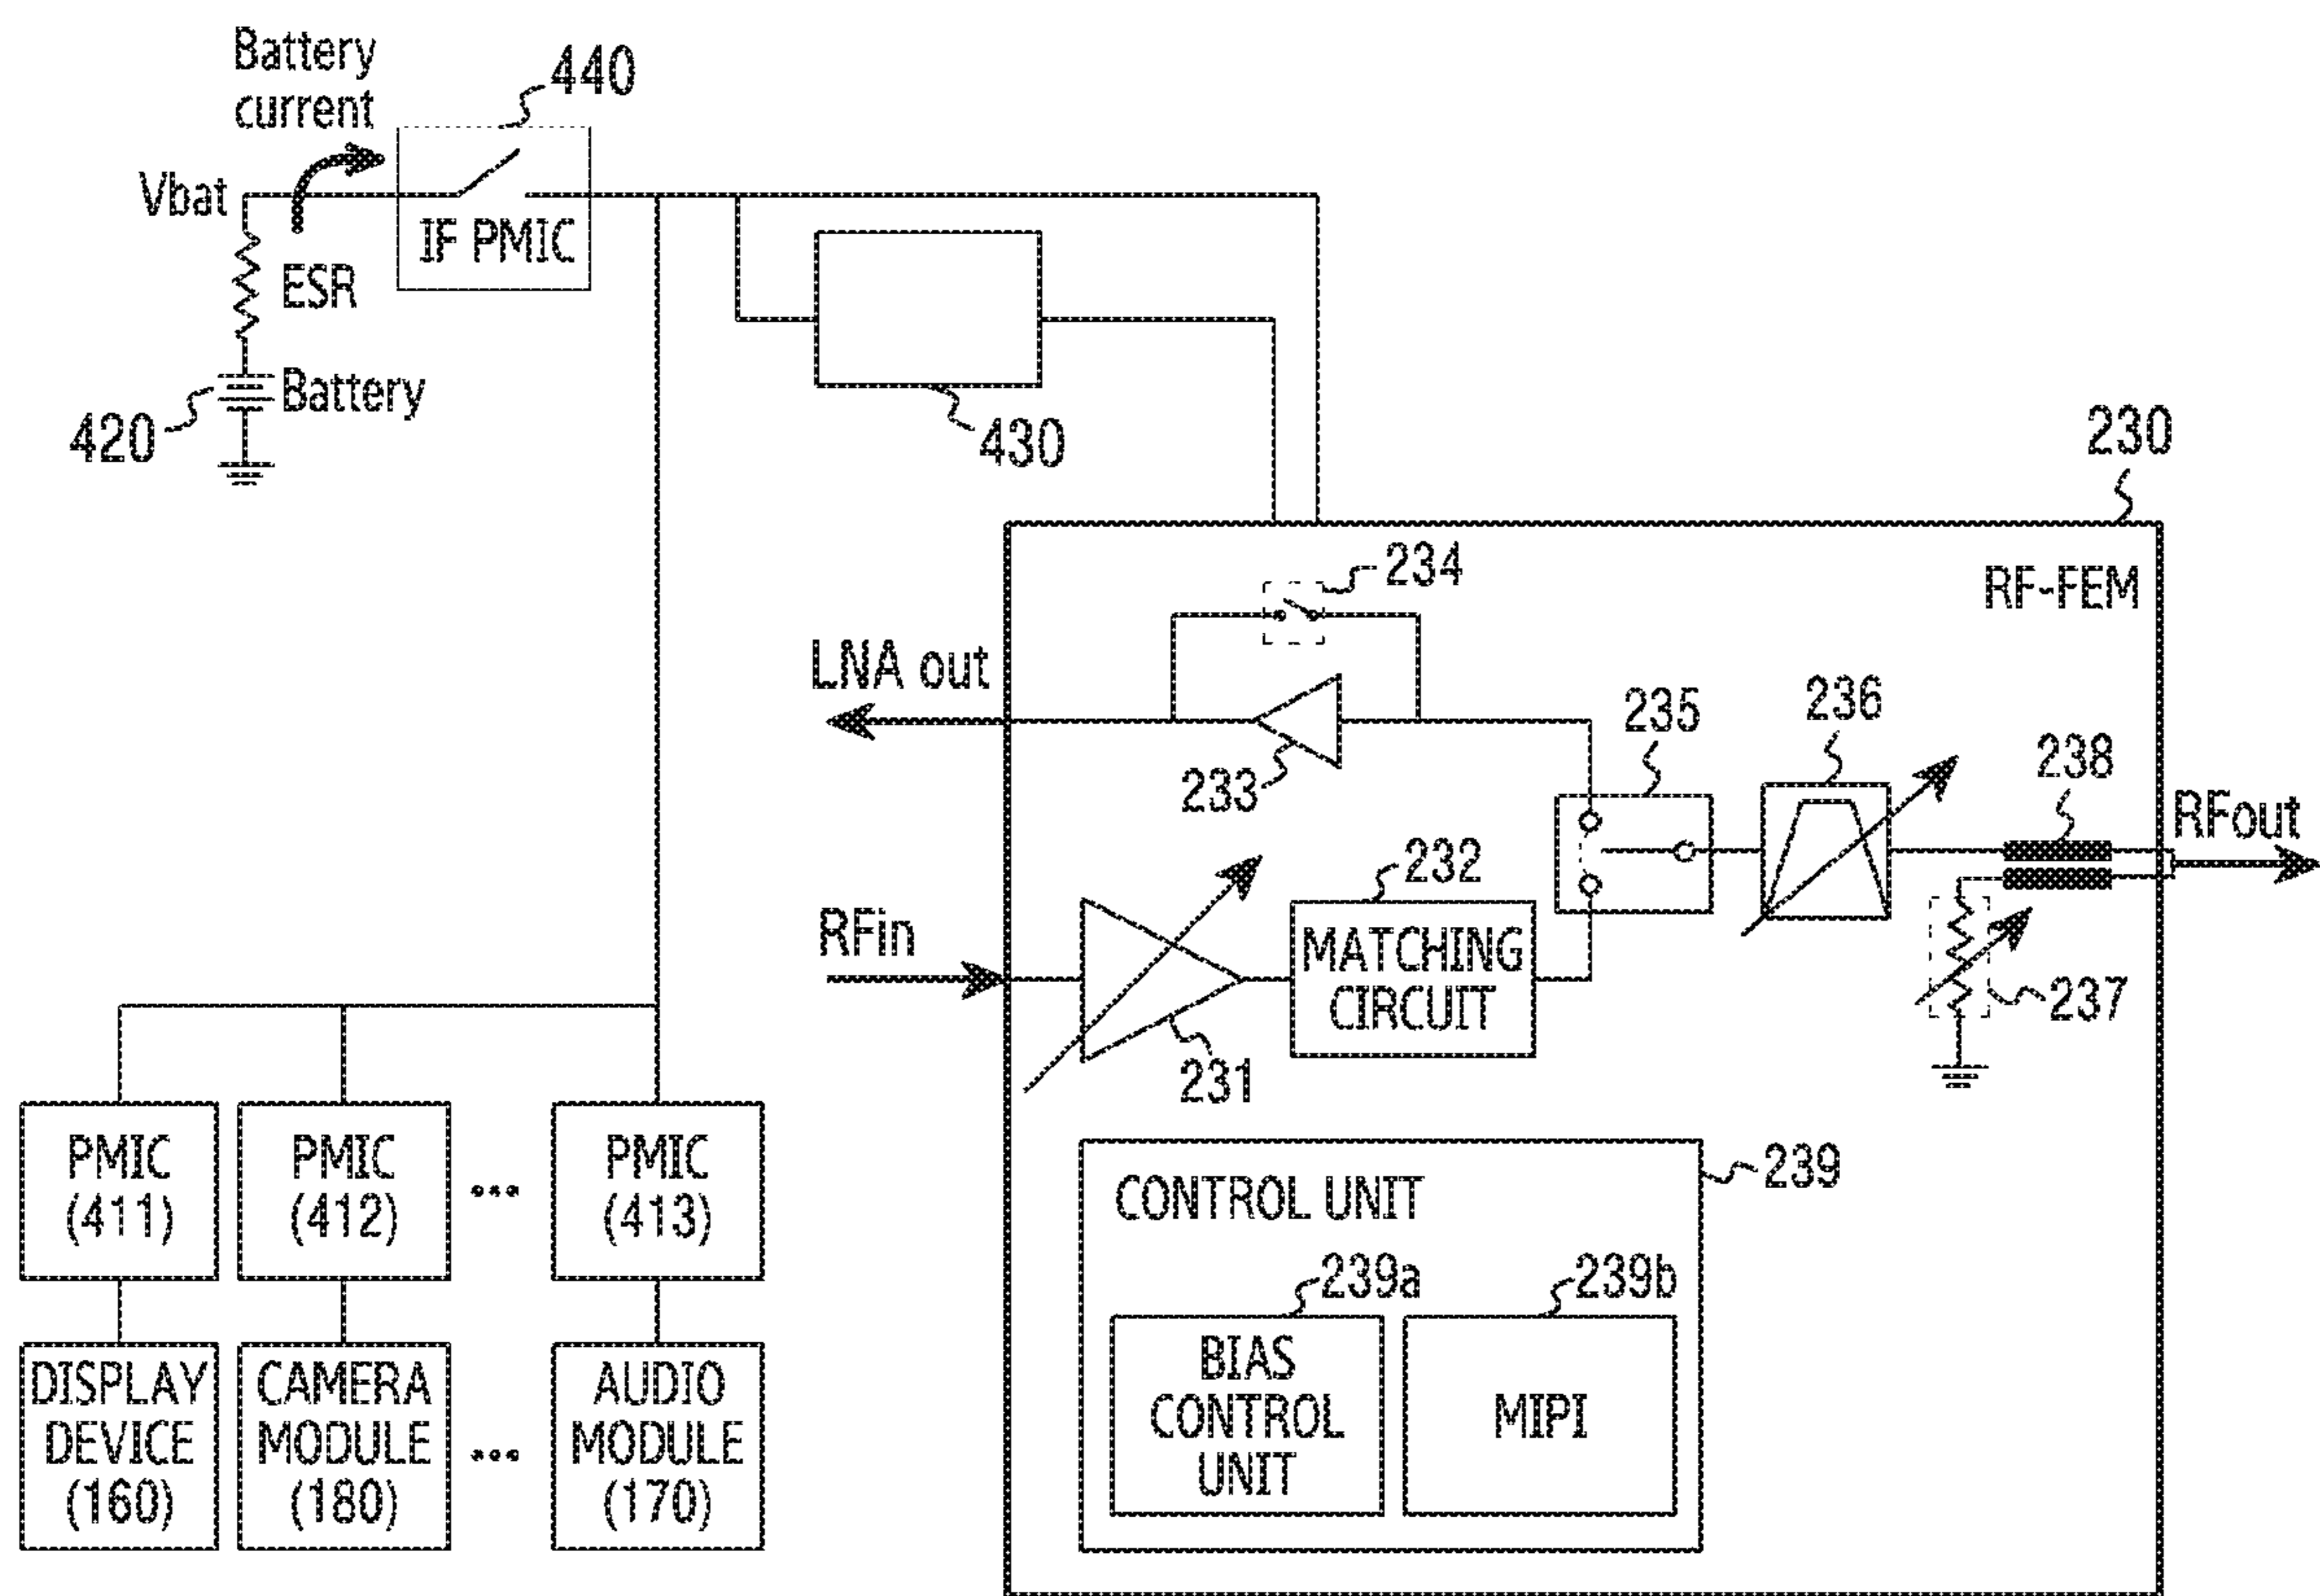 Battery
current
440
Vbat
IF PMIC
ESR
Battery
420
430
230
RF-FEM
234
LNA out
233
235
236
238
RFout
237
RFin
232
MATCHING
CIRCUIT
231
PMIC
(411)
PMIC
(412)
...
PMIC
(413)
DISPLAY
DEVICE
(160)
CAMERA
MODULE
(180)
...
AUDIO
MODULE
(170)
239
CONTROL UNIT
239a
BIAS
CONTROL
UNIT
239b
MIPI